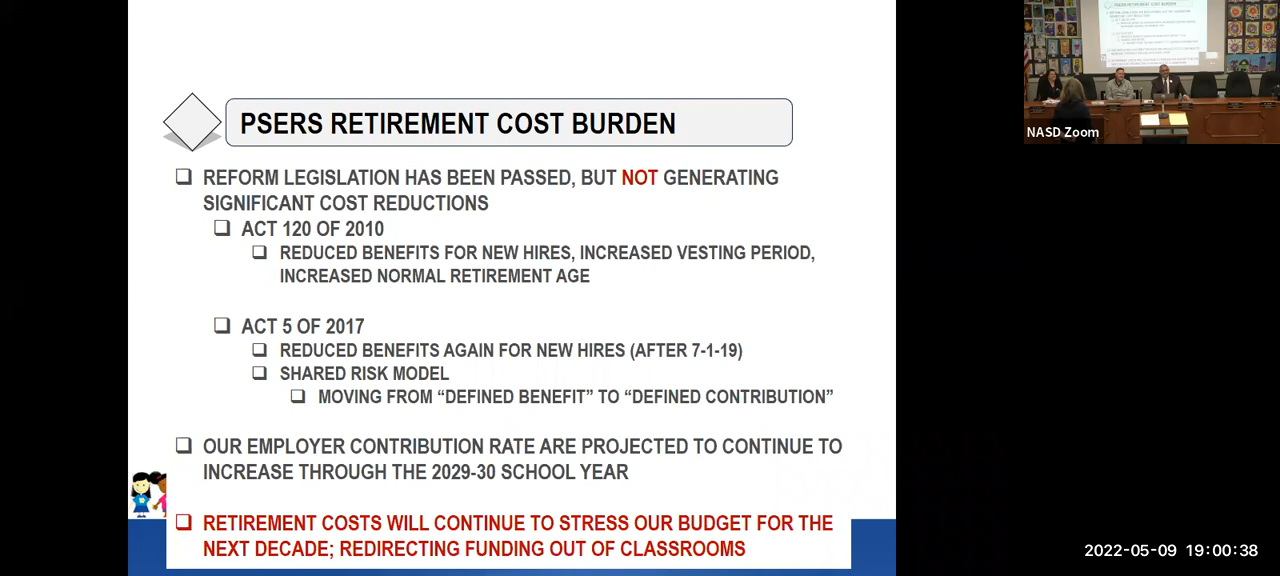 PSERS RETIREMENT COST BURDEN
REFORM LEGISLATION HAS BEEN PASSED, BUT NOT GENERATING
SIGNIFICANT COST REDUCTIONS
ACT 120 OF 2010
REDUCED BENEFITS FOR NEW HIRES, INCREASED VESTING PERIOD,
INCREASED NORMAL RETIREMENT AGE
ACT 5 OF 2017
REDUCED BENEFITS AGAIN FOR NEW HIRES (AFTER 7-1-19)
SHARED RISK MODEL
MOVING FROM “DEFINED BENEFIT” TO “DEFINED CONTRIBUTION”
OUR EMPLOYER CONTRIBUTION RATE ARE PROJECTED TO CONTINUE TO
INCREASE THROUGH THE 2029-30 SCHOOL YEAR
RETIREMENT COSTS WILL CONTINUE TO STRESS OUR BUDGET FOR THE
NEXT DECADE; REDIRECTING FUNDING OUT OF CLASSROOMS
PSERS RETIREMENT COST BURDEN
NASD Zoom
2022-05-09 19:00:38